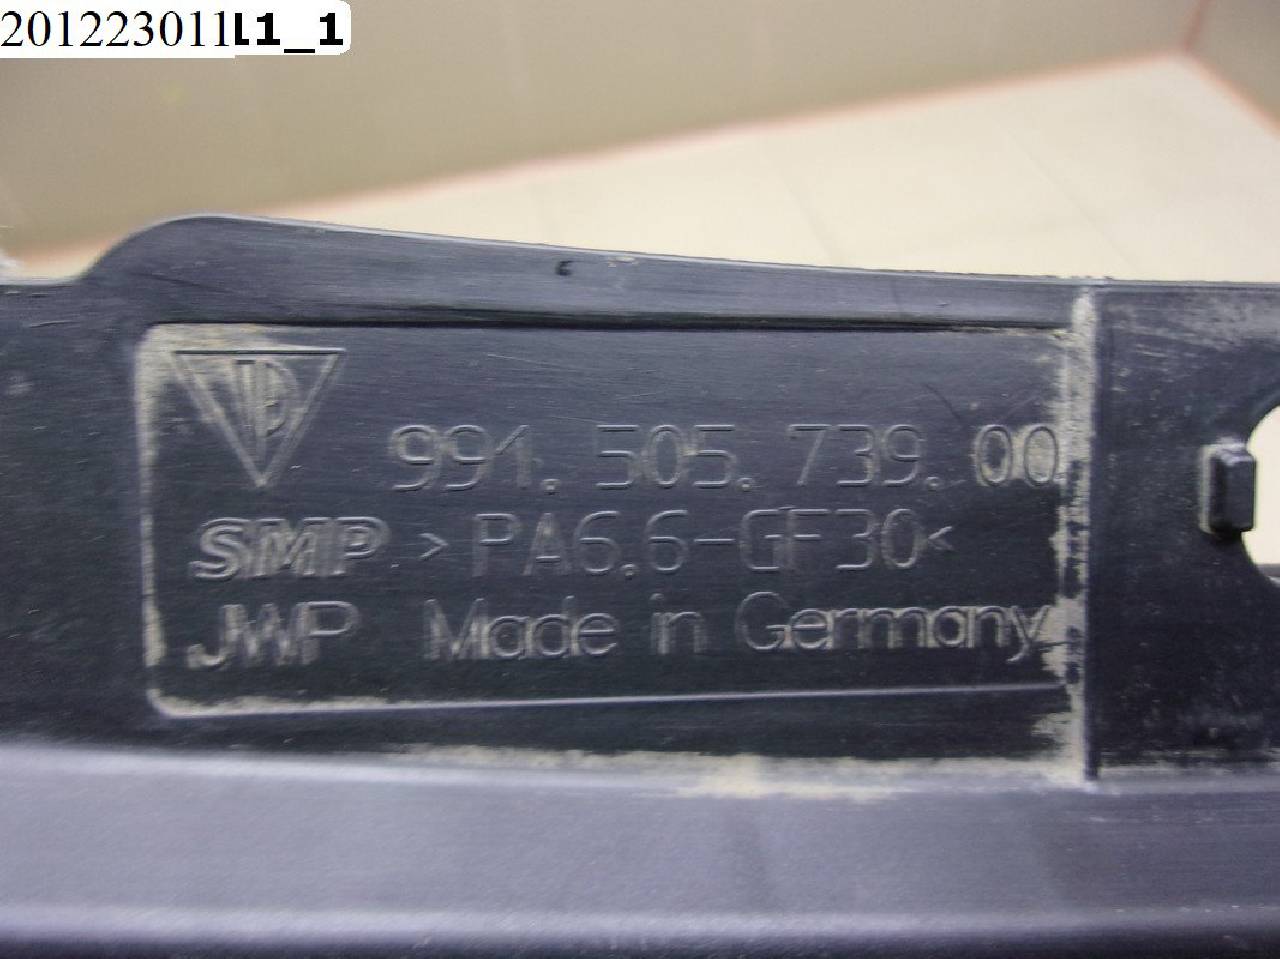 201223011L1_1
991.505.739.00
SMP >PA6.6-GF30<
JWP Made in Germany